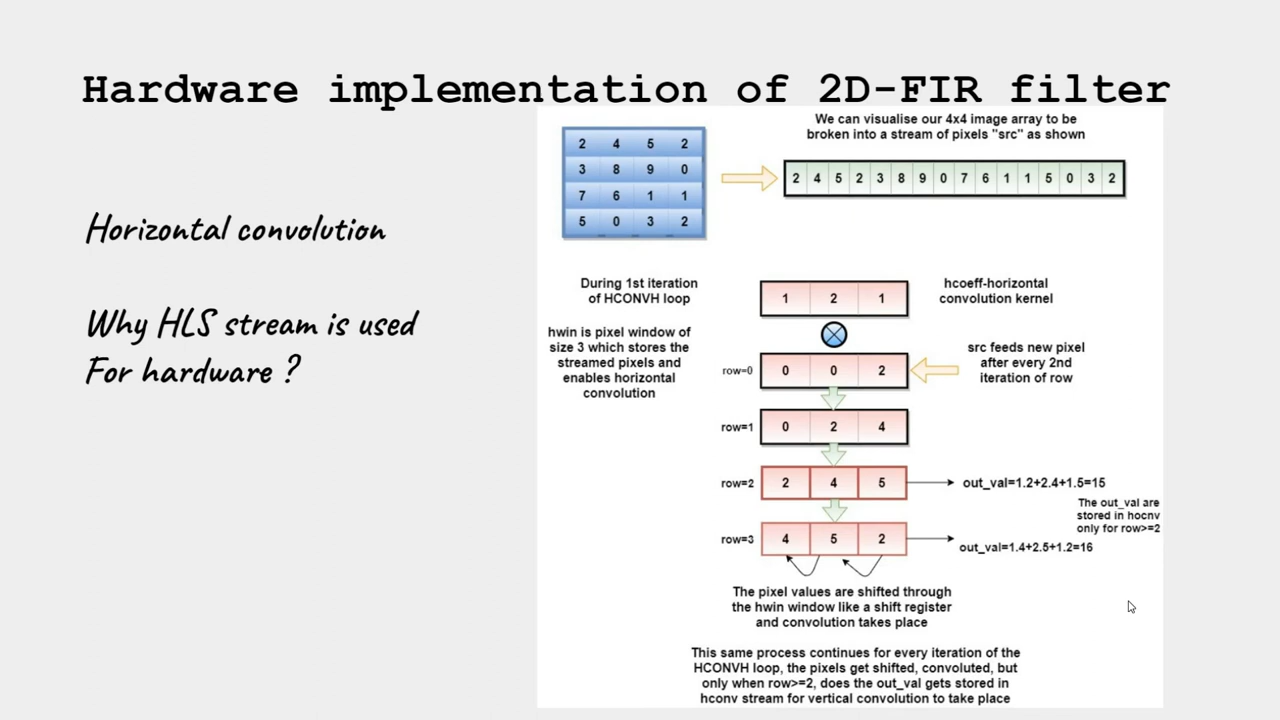 Hardware implementation of 2D-FIR filter
Horizontal convolution
Why HLS stream is used
For hardware ?
We can visualise our 4x4 image array to be
broken into a stream of pixels "src" as shown
2 4 5 2
3 8 9 0
7 6 1 1
5 0 3 2
2 4 5 2 3 8 9 0 7 6 1 1 5 0 3 2
During 1st iteration
of HCONVH loop
1 2 1
hcoeff-horizontal
convolution kernel
hwin is pixel window of
size 3 which stores the
streamed pixels and
enables horizontal
convolution
src feeds new pixel
after every 2nd
iteration of row
row=0 0 0 2
row=1 0 2 4
row=2 2 4 5 out_val=1.2+2.4+1.5=15
The out_val are
stored in hocnv
only for row>=2
row=3 4 5 2 out_val=1.4+2.5+1.2=16
The pixel values are shifted through
the hwin window like a shift register
and convolution takes place
This same process continues for every iteration of the
HCONVH loop, the pixels get shifted, convoluted, but
only when row>=2, does the out_val gets stored in
hconv stream for vertical convolution to take place